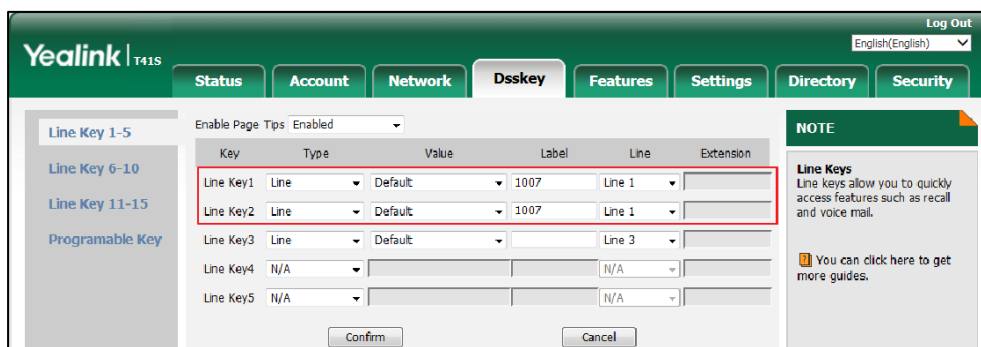 Log Out
Yealink | T41S
English(English)
Status Account Network Dsskey Features Settings Directory Security
Line Key 1-5
Line Key 6-10
Line Key 11-15
Programable Key
Enable Page Tips Enabled
Key Type Value Label Line Extension
Line Key1 Line Default 1007 Line 1
Line Key2 Line Default 1007 Line 1
Line Key3 Line Default Line 3
Line Key4 N/A N/A
Line Key5 N/A N/A
Confirm Cancel
NOTE
Line Keys
Line keys allow you to quickly
access features such as recall
and voice mail.
You can click here to get
more guides.